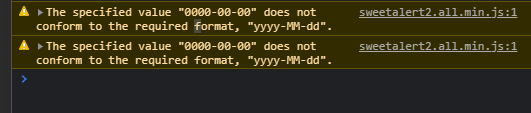 The specified value "0000-00-00" does not sweetalert2.all.min.js:1
conform to the required format, "yyyy-MM-dd".
The specified value "0000-00-00" does not sweetalert2.all.min.js:1
conform to the required format, "yyyy-MM-dd".